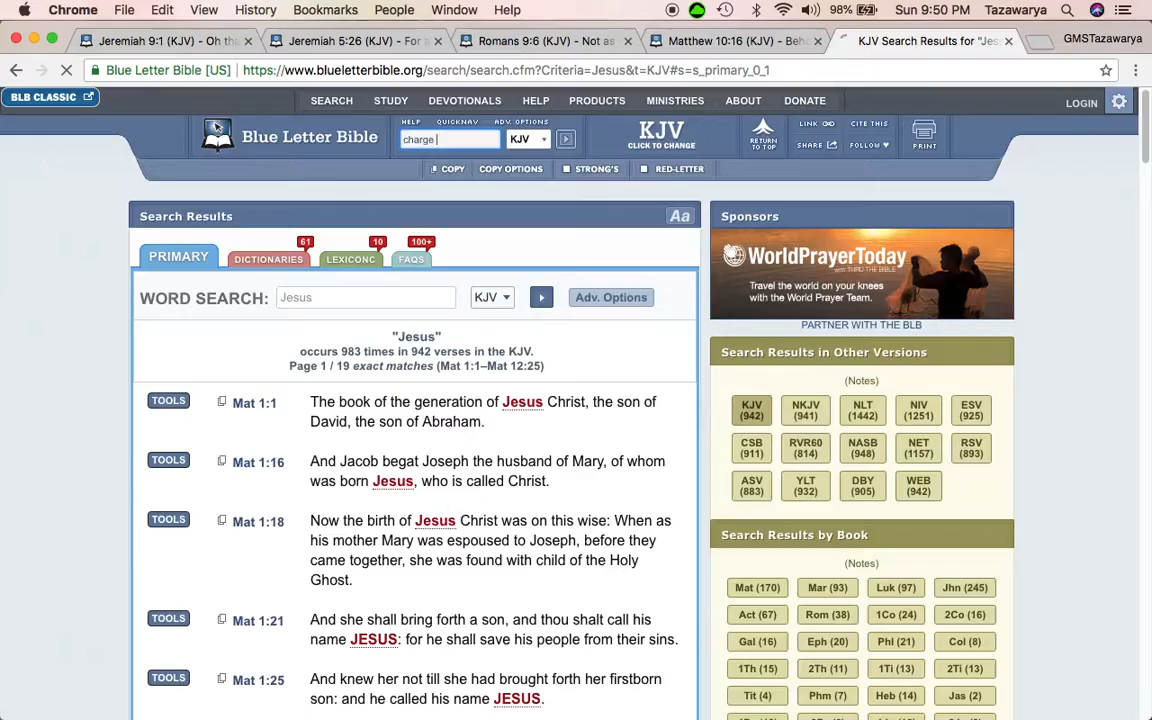 Chrome File Edit View History Bookmarks People Window Help 98% Sun 9:50 PM Tazawarya
Jeremiah 9:1 (KJV) - Oh tha
Jeremiah 5:26 (KJV) - For a
Romans 9:6 (KJV) - Not as
Matthew 10:16 (KJV) - Beho
KJV Search Results for "Jes
GMSTazawarya
Blue Letter Bible [US] https://www.blueletterbible.org/search/search.cfm?Criteria=Jesus&t=KJV#s=s_primary_0_1
BLB CLASSIC
SEARCH STUDY DEVOTIONALS HELP PRODUCTS MINISTRIES ABOUT DONATE LOGIN
Blue Letter Bible
HELP QUICKNAV ADV. OPTIONS
charge KJV
KJV
CLICK TO CHANGE
RETURN
TO TOP
LINK CITE THIS
SHARE FOLLOW
PRINT
COPY COPY OPTIONS STRONG'S RED-LETTER
Search Results Aa
61 10 100+
PRIMARY DICTIONARIES LEXICONC FAQS
WORD SEARCH: Jesus KJV Adv. Options
"Jesus"
occurs 983 times in 942 verses in the KJV.
Page 1 / 19 exact matches (Mat 1:1–Mat 12:25)
TOOLS Mat 1:1 The book of the generation of Jesus Christ, the son of
David, the son of Abraham.
TOOLS Mat 1:16 And Jacob begat Joseph the husband of Mary, of whom
was born Jesus, who is called Christ.
TOOLS Mat 1:18 Now the birth of Jesus Christ was on this wise: When as
his mother Mary was espoused to Joseph, before they
came together, she was found with child of the Holy
Ghost.
TOOLS Mat 1:21 And she shall bring forth a son, and thou shalt call his
name JESUS: for he shall save his people from their sins.
TOOLS Mat 1:25 And knew her not till she had brought forth her firstborn
son: and he called his name JESUS.
Sponsors
WorldPrayerToday
with THRU THE BIBLE
Travel the world on your knees
with the World Prayer Team.
PARTNER WITH THE BLB
Search Results in Other Versions
(Notes)
KJV (942) NKJV (941) NLT (1442) NIV (1251) ESV (925)
CSB (911) RVR60 (814) NASB (948) NET (1157) RSV (893)
ASV (883) YLT (932) DBY (905) WEB (942)
Search Results by Book
(Notes)
Mat (170) Mar (93) Luk (97) Jhn (245)
Act (67) Rom (38) 1Co (24) 2Co (16)
Gal (16) Eph (20) Phl (21) Col (8)
1Th (15) 2Th (11) 1Ti (13) 2Ti (13)
Tit (4) Phm (7) Heb (14) Jas (2)